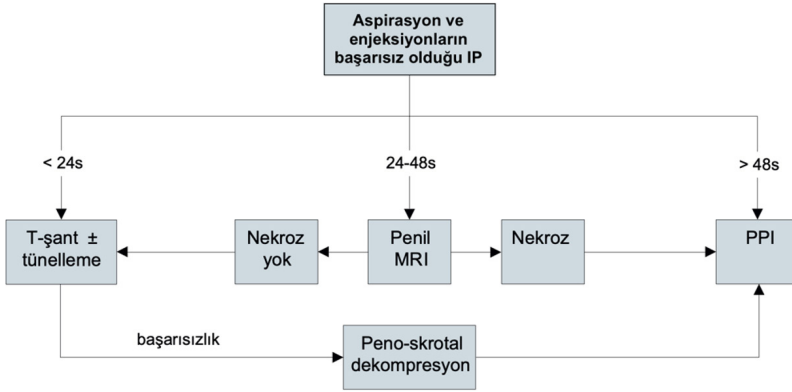 Aspirasyon ve
enjeksiyonların
başarısız olduğu IP
< 24s
24-48s
> 48s
T-şant ±
tünelleme
Nekroz
yok
Penil
MRI
Nekroz
PPI
başarısızlık
Peno-skrotal
dekompresyon